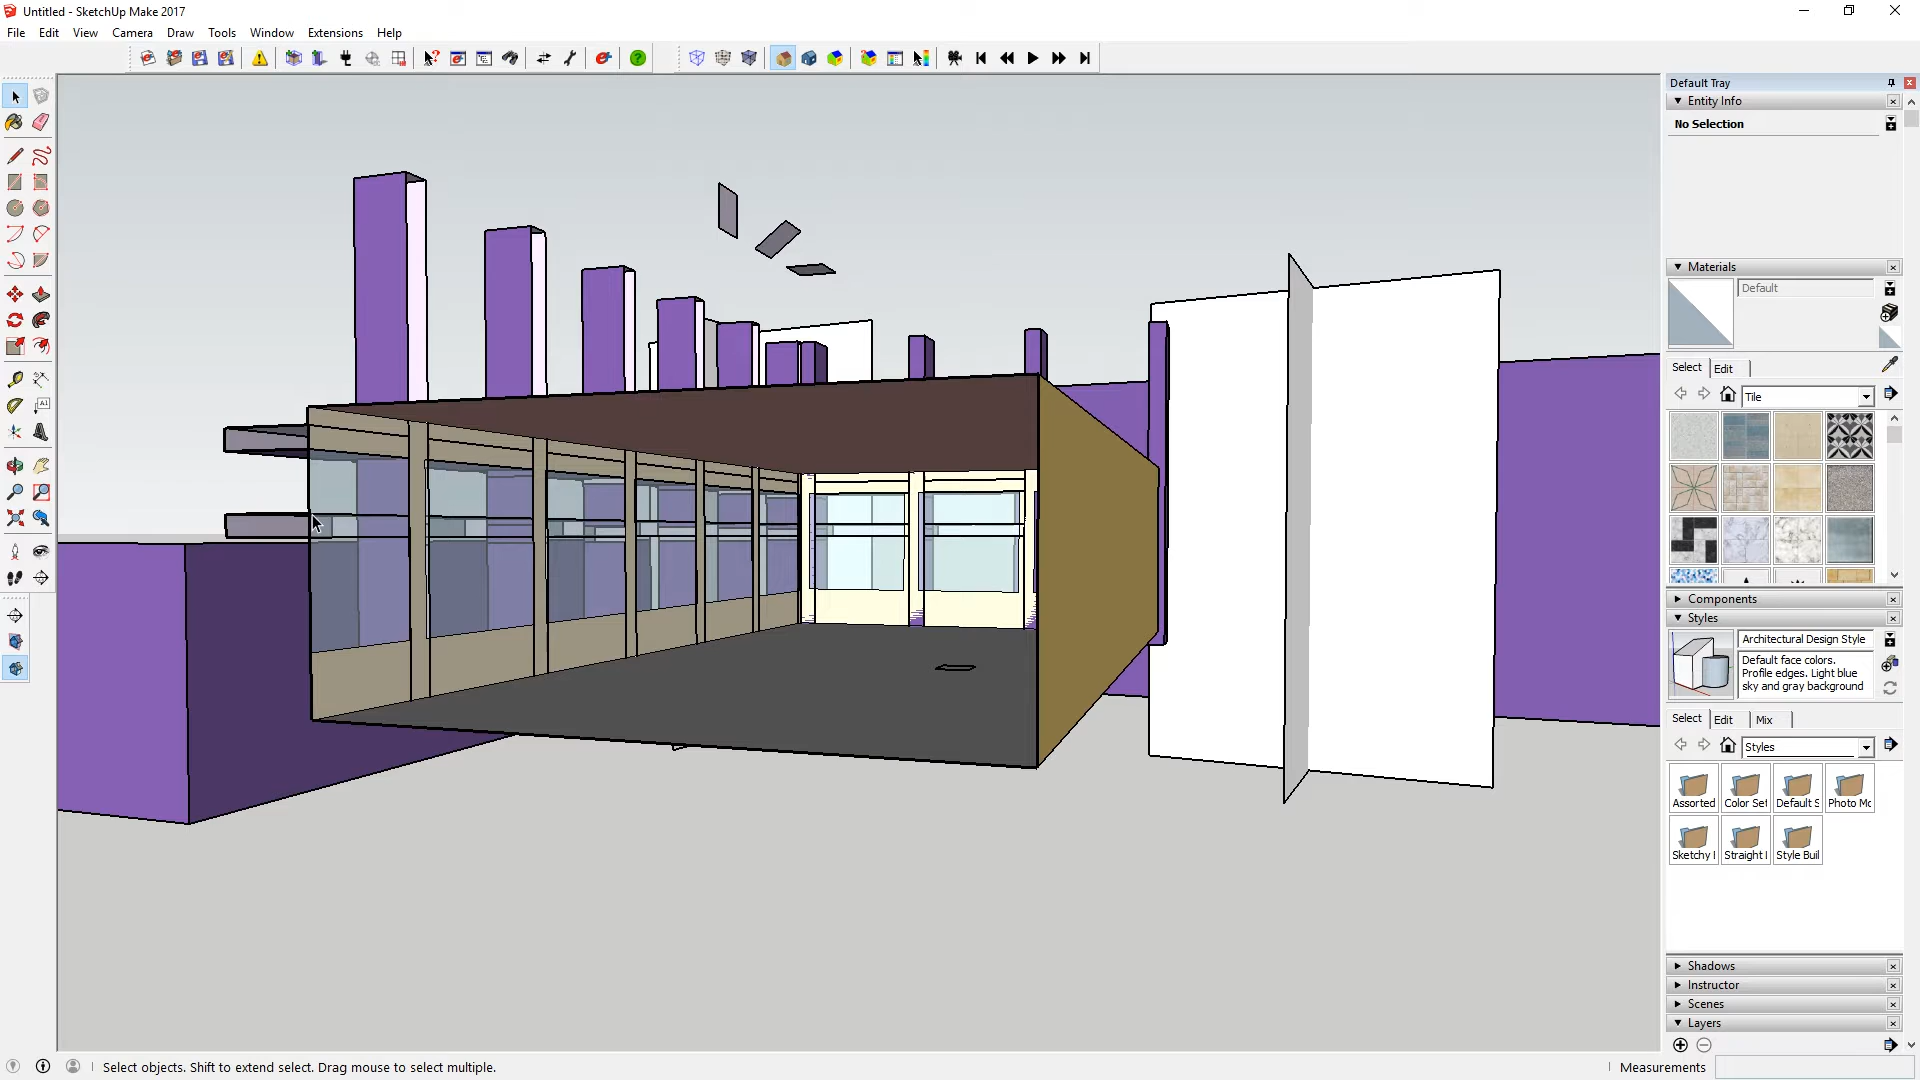 Untitled - SketchUp Make 2017
File Edit View Camera Draw Tools Window Extensions Help
Default Tray
Entity Info
No Selection
Materials
Default
Select Edit
Tile
Components
Styles
Architectural Design Style
Default face colors.
Profile edges. Light blue
sky and gray background
Select Edit Mix
Styles
Assorted Color Set Default S Photo Mo
Sketchy Straight Style Buil
Shadows
Instructor
Scenes
Layers
Select objects. Shift to extend select. Drag mouse to select multiple.
Measurements